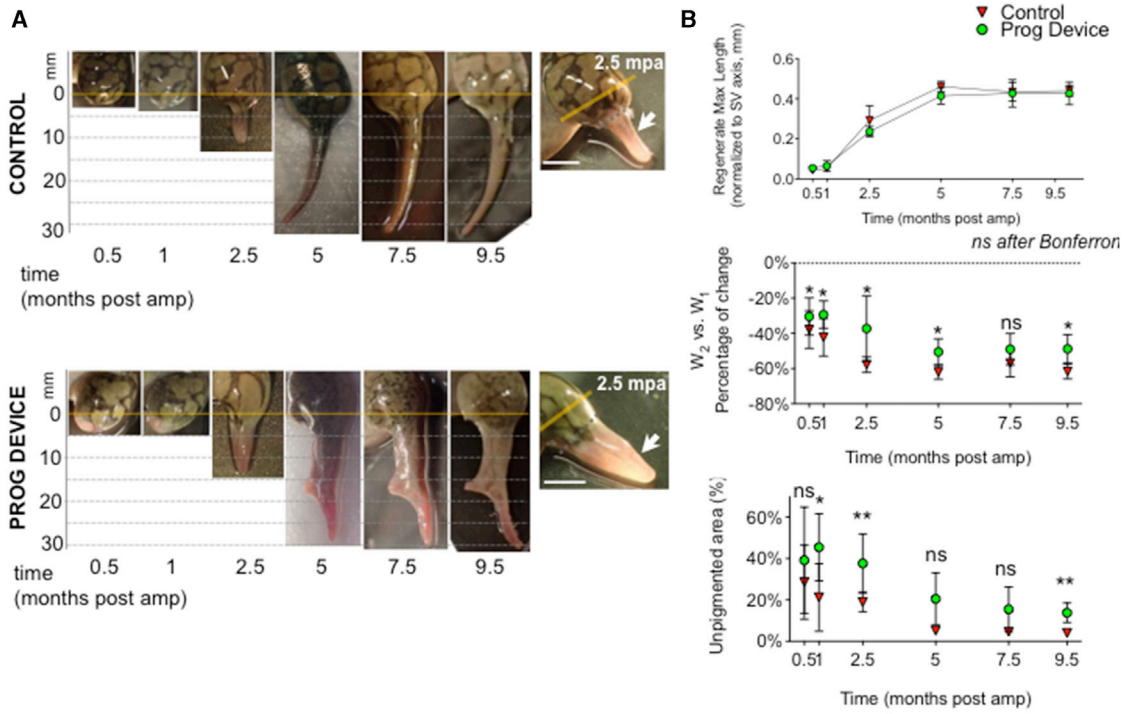 A
CONTROL
mm
0
10
20
30
2.5 mpa
0.5 1 2.5 5 7.5 9.5
time
(months post amp)
PROG DEVICE
mm
0
10
20
30
2.5 mpa
0.5 1 2.5 5 7.5 9.5
time
(months post amp)
B
Control
Prog Device
Regenerate Max Length
(normalized to SV axis, mm)
0.6
0.4
0.2
0.0
0.51 2.5 5 7.5 9.5
Time (months post amp)
ns after Bonferron
W2 vs. W1
Percentage of change
0%
-20%
-40%
-60%
-80%
* * * * ns *
0.51 2.5 5 7.5 9.5
Time (months post amp)
Unpigmented area (%)
60%
40%
20%
0%
ns * ** ns ns **
0.51 2.5 5 7.5 9.5
Time (months post amp)